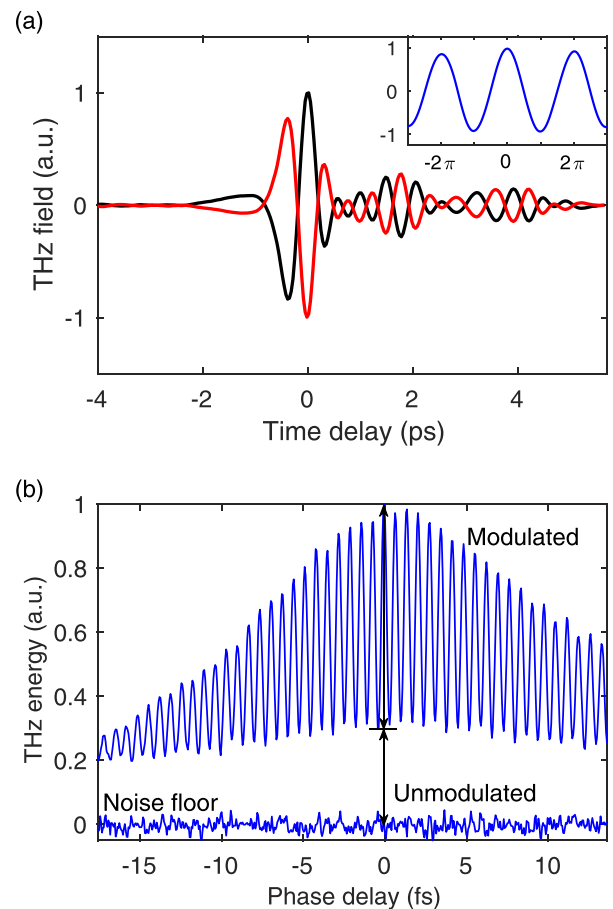 (a)
1
0
-1
-2π 0 2π
THz field (a.u.)
1
0
-1
-4 -2 0 2 4
Time delay (ps)
(b)
THz energy (a.u.)
1
0.8
0.6
0.4
0.2
0
Modulated
Unmodulated
Noise floor
-15 -10 -5 0 5 10
Phase delay (fs)